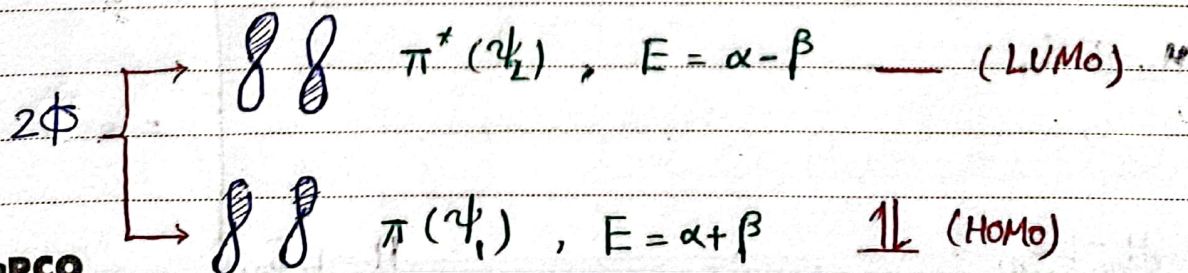 π* (ψ₂) , E = α - β — (LUMO)
2Φ
π (ψ₁) , E = α + β ⥮ (HOMO)